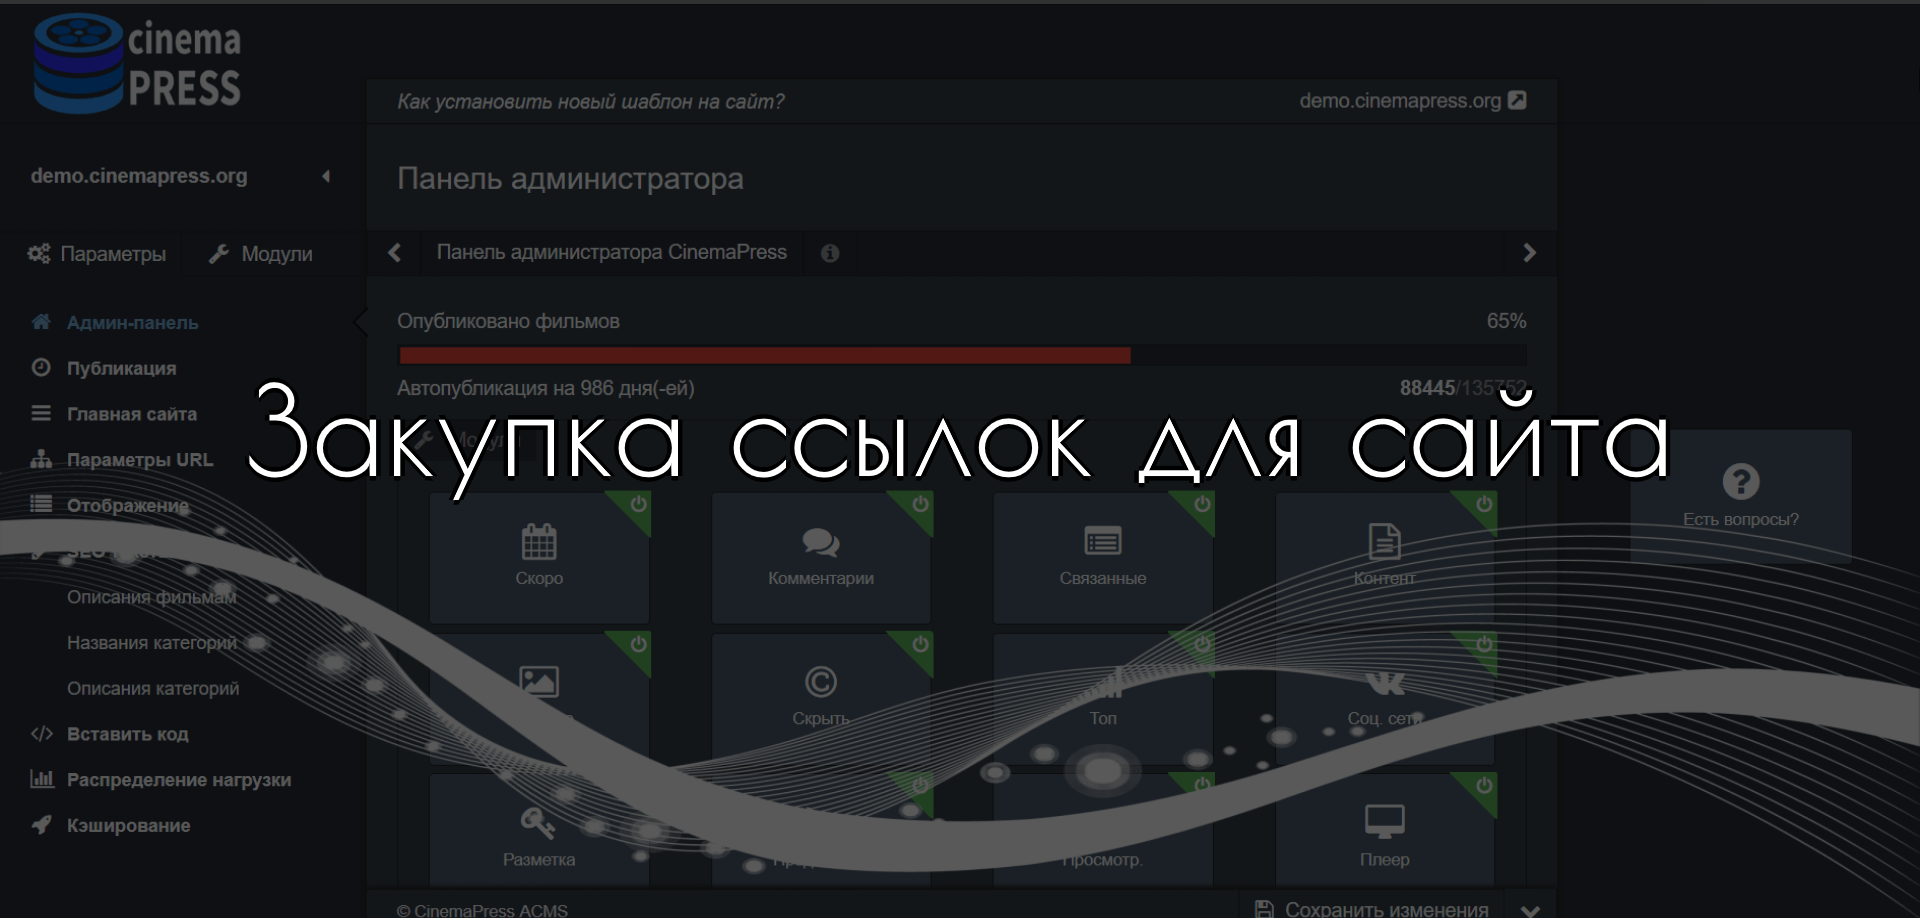 cinema
PRESS
Как установить новый шаблон на сайт?
demo.cinemapress.org
demo.cinemapress.org
Панель администратора
Параметры
Модули
Панель администратора CinemaPress
Админ-панель
Опубликовано фильмов
65%
Публикация
Автопубликация на 986 дня(-ей)
88445/135752
Главная сайта
Закупка ссылок для сайта
Параметры URL
Отображение
Есть вопросы?
SEO
Скоро
Комментарии
Связанные
Контент
Описания фильмам
Названия категорий
Описания категорий
Скрыть
Топ
Соц. сети
Вставить код
Распределение нагрузки
Кэширование
Разметка
Просмотр.
Плеер
© CinemaPress ACMS
Сохранить изменения